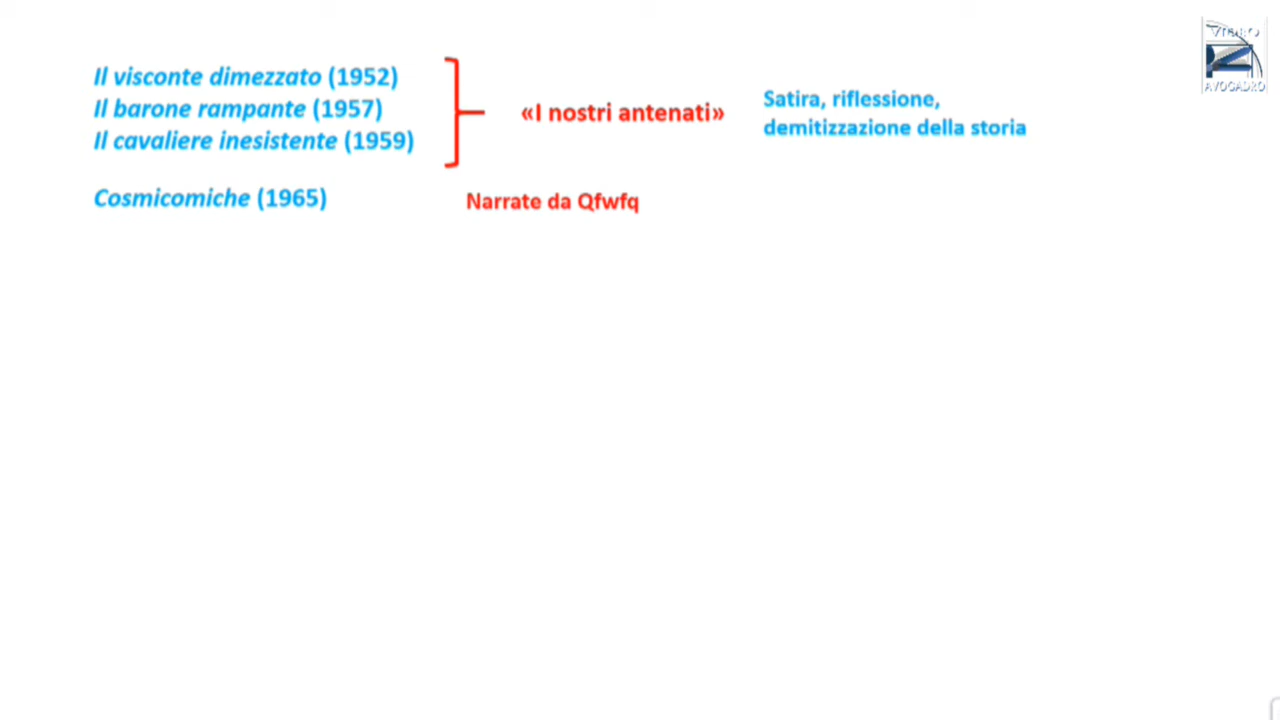 Il visconte dimezzato (1952)
Il barone rampante (1957)
Il cavaliere inesistente (1959)
«I nostri antenati»
Satira, riflessione,
demitizzazione della storia
Cosmicomiche (1965)
Narrate da Qfwfq
AVOGADRO